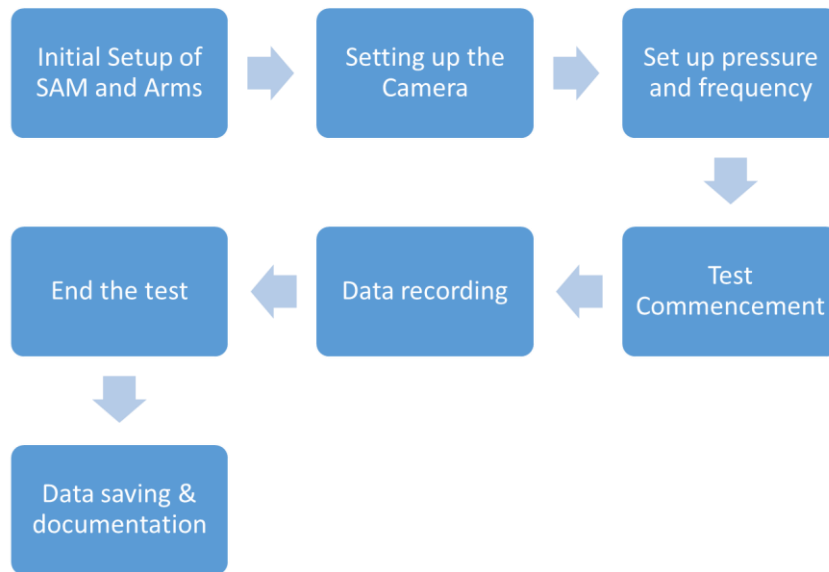 Initial Setup of
SAM and Arms
Setting up the
Camera
Set up pressure
and frequency
Test
Commencement
Data recording
End the test
Data saving &
documentation